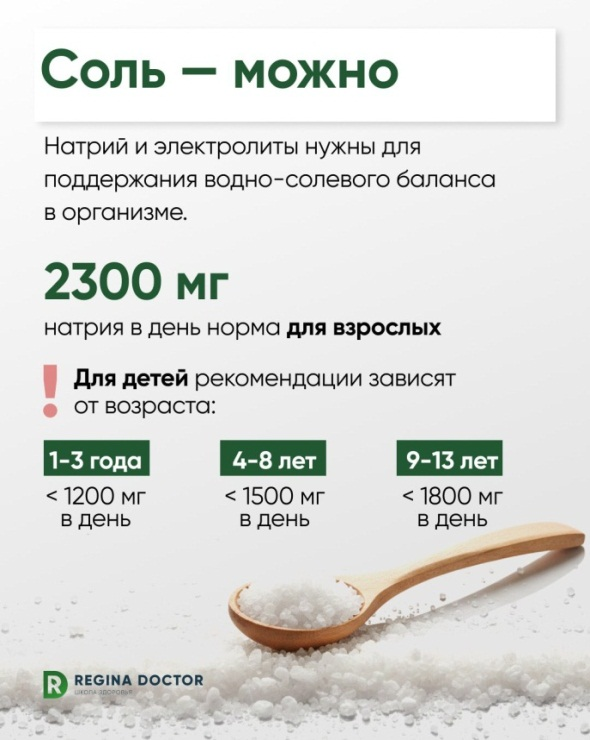 Соль — можно
Натрий и электролиты нужны для
поддержания водно-солевого баланса
в организме.
2300 мг
натрия в день норма для взрослых
! Для детей рекомендации зависят
от возраста:
1-3 года
< 1200 мг
в день
4-8 лет
< 1500 мг
в день
9-13 лет
< 1800 мг
в день
REGINA DOCTOR
ШКОЛА ЗДОРОВЬЯ